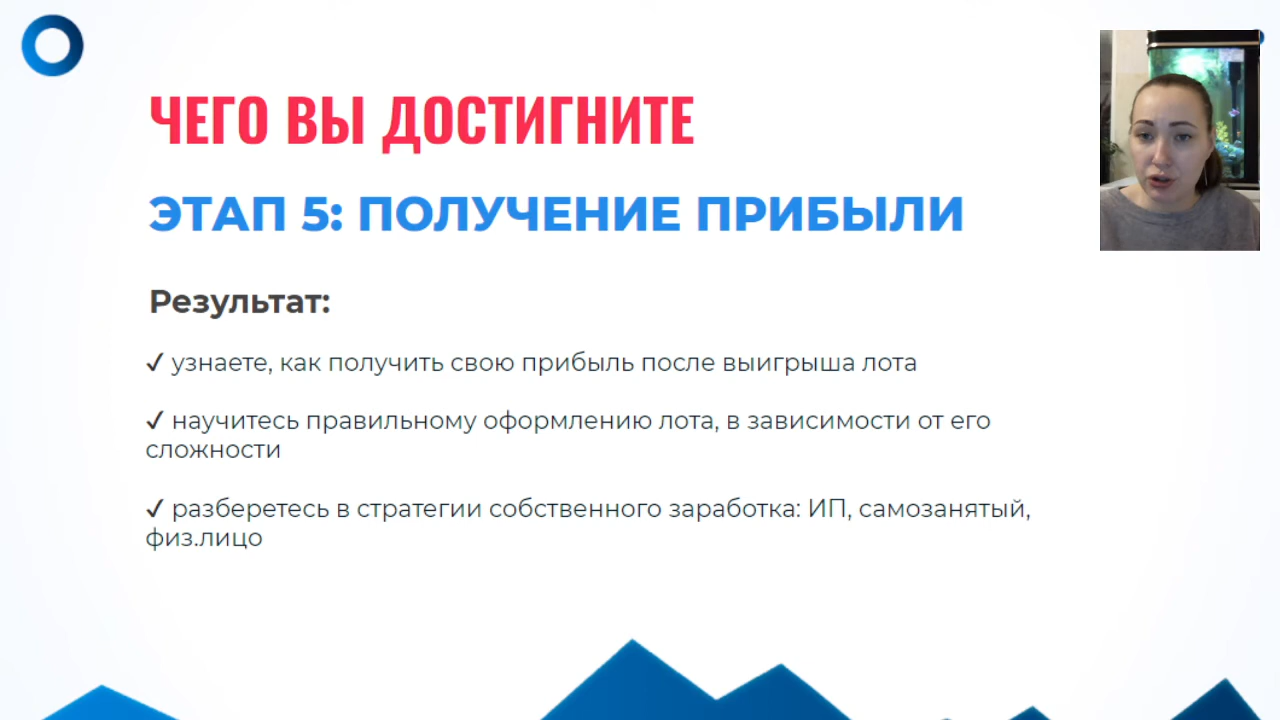 ЧЕГО ВЫ ДОСТИГНИТЕ
ЭТАП 5: ПОЛУЧЕНИЕ ПРИБЫЛИ
Результат:
✓ узнаете, как получить свою прибыль после выигрыша лота
✓ научитесь правильному оформлению лота, в зависимости от его
сложности
✓ разберетесь в стратегии собственного заработка: ИП, самозанятый,
физ.лицо